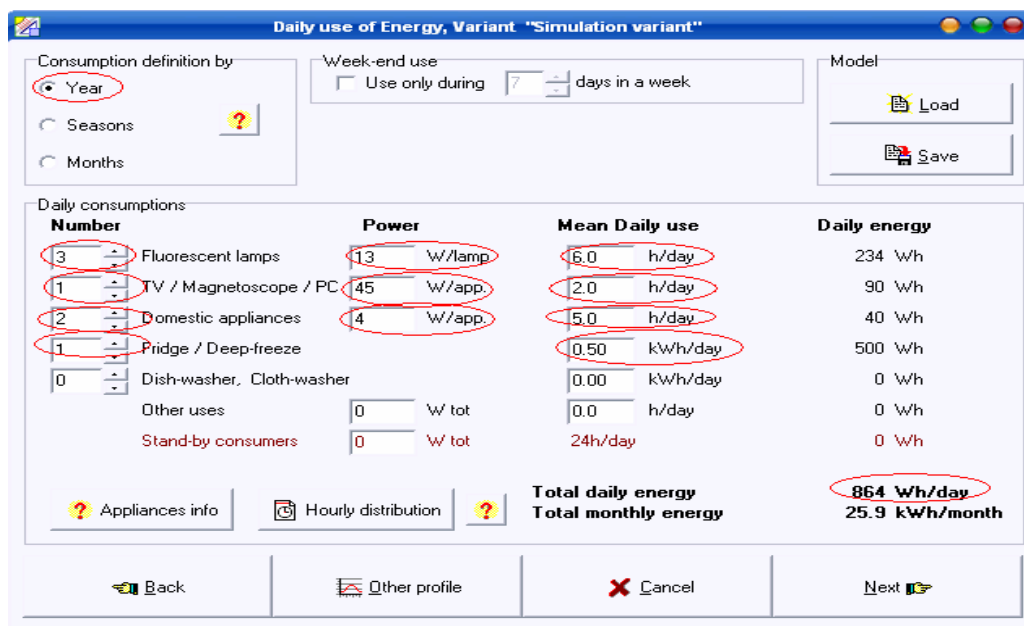 Daily use of Energy, Variant "Simulation variant"
Consumption definition by
Year
Seasons
?
Months
Week-end use
Use only during 7 days in a week
Model
Load
Save
Daily consumptions
Number Power Mean Daily use Daily energy
3 Fluorescent lamps 13 W/lamp 6.0 h/day 234 Wh
1 TV / Magnetoscope / PC 45 W/app. 2.0 h/day 90 Wh
2 Domestic appliances 4 W/app. 5.0 h/day 40 Wh
1 Fridge / Deep-freeze 0.50 kWh/day 500 Wh
0 Dish-washer, Cloth-washer 0.00 kWh/day 0 Wh
Other uses 0 W tot 0.0 h/day 0 Wh
Stand-by consumers 0 W tot 24h/day 0 Wh
Total daily energy 864 Wh/day
Total monthly energy 25.9 kWh/month
? Appliances info Hourly distribution ?
Back Other profile Cancel Next